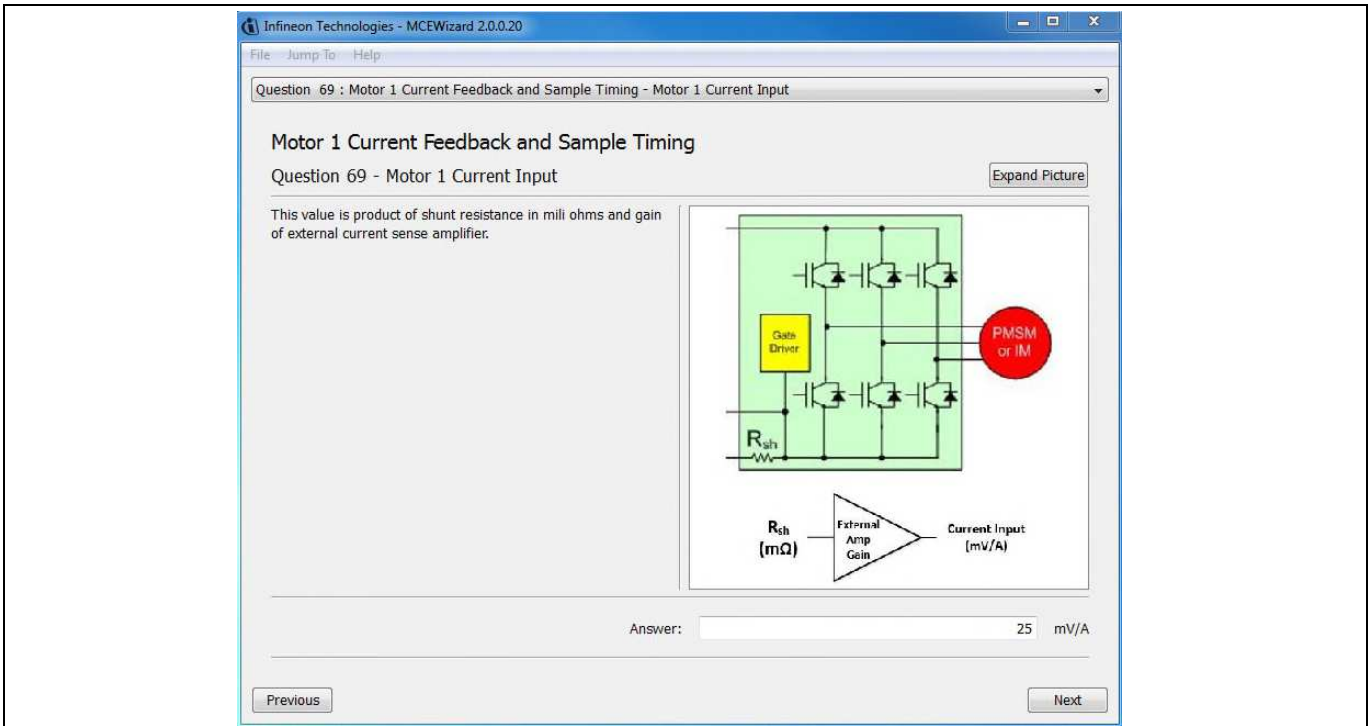 Infineon Technologies - MCEWizard 2.0.0.20
File Jump To Help
Question 69 : Motor 1 Current Feedback and Sample Timing - Motor 1 Current Input
Motor 1 Current Feedback and Sample Timing
Question 69 - Motor 1 Current Input
Expand Picture
This value is product of shunt resistance in mili ohms and gain
of external current sense amplifier.
Gate
Driver
PMSM
or IM
Rsh
Rsh
(mΩ)
External
Amp
Gain
Current Input
(mV/A)
Answer: 25 mV/A
Previous Next